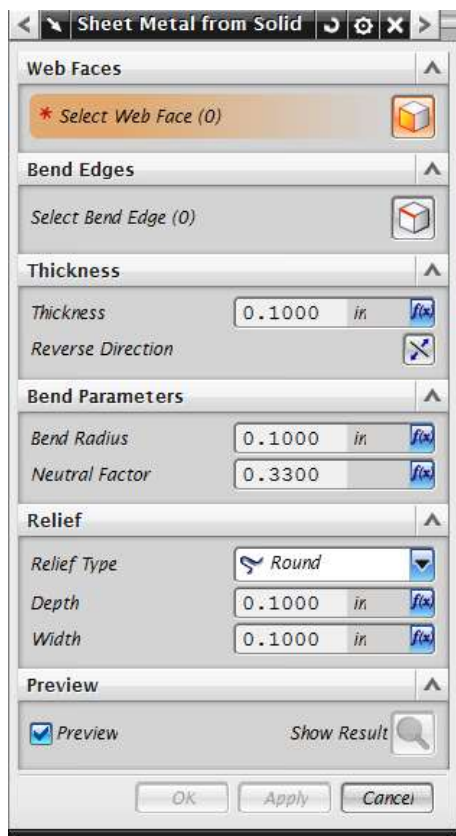 Sheet Metal from Solid
Web Faces
* Select Web Face (0)
Bend Edges
Select Bend Edge (0)
Thickness
Thickness 0.1000 in f(x)
Reverse Direction
Bend Parameters
Bend Radius 0.1000 in f(x)
Neutral Factor 0.3300 f(x)
Relief
Relief Type Round
Depth 0.1000 in f(x)
Width 0.1000 in f(x)
Preview
Preview Show Result
OK Apply Cancel